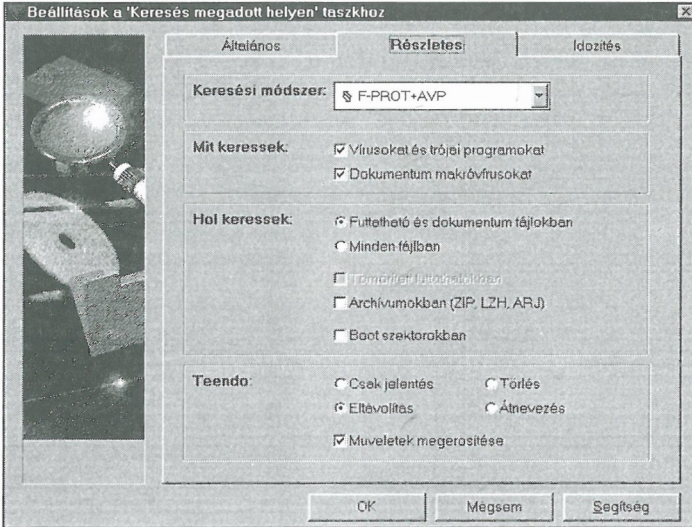 Beállítások a 'Keresés megadott helyen' taszkhoz
Általános Részletes Idozítés
Keresési módszer: F-PROT+AVP
Mit keressek: Vírusokat és trójai programokat
Dokumentum makróvírusokat
Hol keressek: Futtatható és dokumentum fájlokban
Minden fájlban
Tömörített futtathatókban
Archívumokban (ZIP, LZH, ARJ)
Boot szektorokban
Teendo: Csak jelentés Törlés
Eltávolítás Átnevezés
Muveletek megerosítése
OK Mégsem Segítség